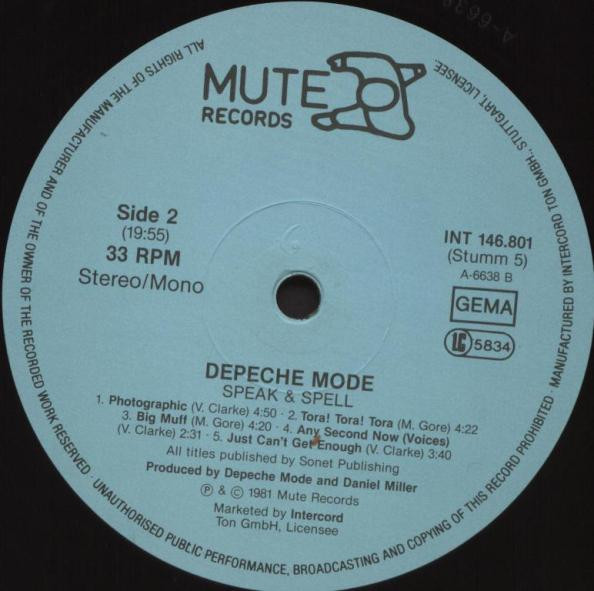 A-6638
MUTE
RECORDS
ALL RIGHTS OF THE MANUFACTURER AND OF THE OWNER OF THE RECORDED WORK RESERVED · UNAUTHORISED PUBLIC PERFORMANCE, BROADCASTING AND COPYING OF THIS RECORD PROHIBITED · MANUFACTURED BY INTERCORD TON GMBH., STUTTGART, LICENSEE
Side 2
(19:55)
33 RPM
Stereo/Mono
INT 146.801
(Stumm 5)
A-6638 B
GEMA
LC 5834
DEPECHE MODE
SPEAK & SPELL
1. Photographic (V. Clarke) 4:50 · 2. Tora! Tora! Tora (M. Gore) 4:22
3. Big Muff (M. Gore) 4:20 · 4. Any Second Now (Voices)
(V. Clarke) 2:31 · 5. Just Can't Get Enough (V. Clarke) 3:40
All titles published by Sonet Publishing
Produced by Depeche Mode and Daniel Miller
Ⓟ & © 1981 Mute Records
Marketed by Intercord
Ton GmbH, Licensee